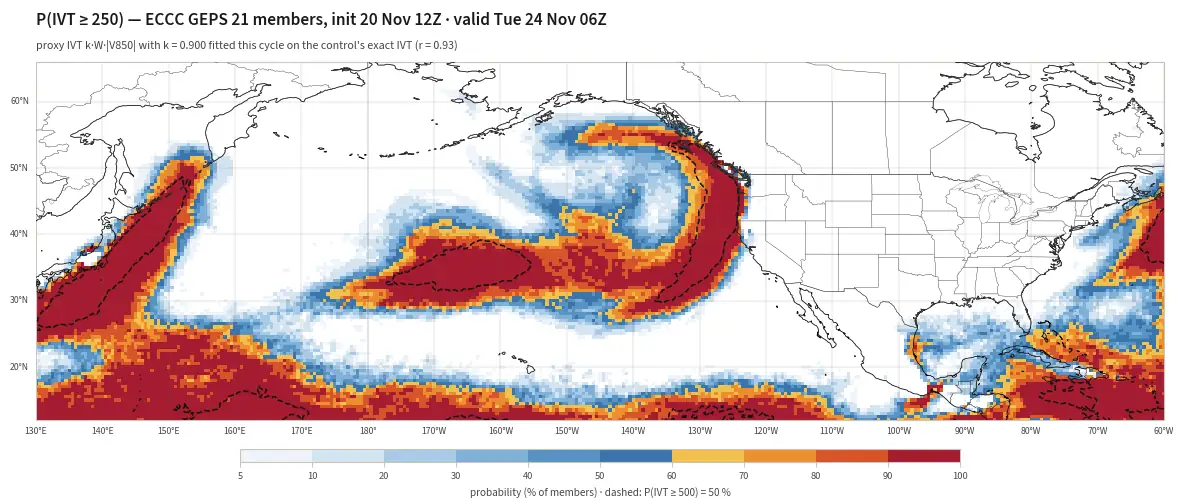 P(IVT ≥ 250) — ECCC GEPS 21 members, init 20 Nov 12Z · valid Tue 24 Nov 06Z
proxy IVT k·W·|V850| with k = 0.900 fitted this cycle on the control's exact IVT (r = 0.93)
60°N
50°N
40°N
30°N
20°N
130°E 140°E 150°E 160°E 170°E 180° 170°W 160°W 150°W 140°W 130°W 120°W 110°W 100°W 90°W 80°W 70°W 60°W
5 10 20 30 40 50 60 70 80 90 100
probability (% of members) · dashed: P(IVT ≥ 500) = 50 %